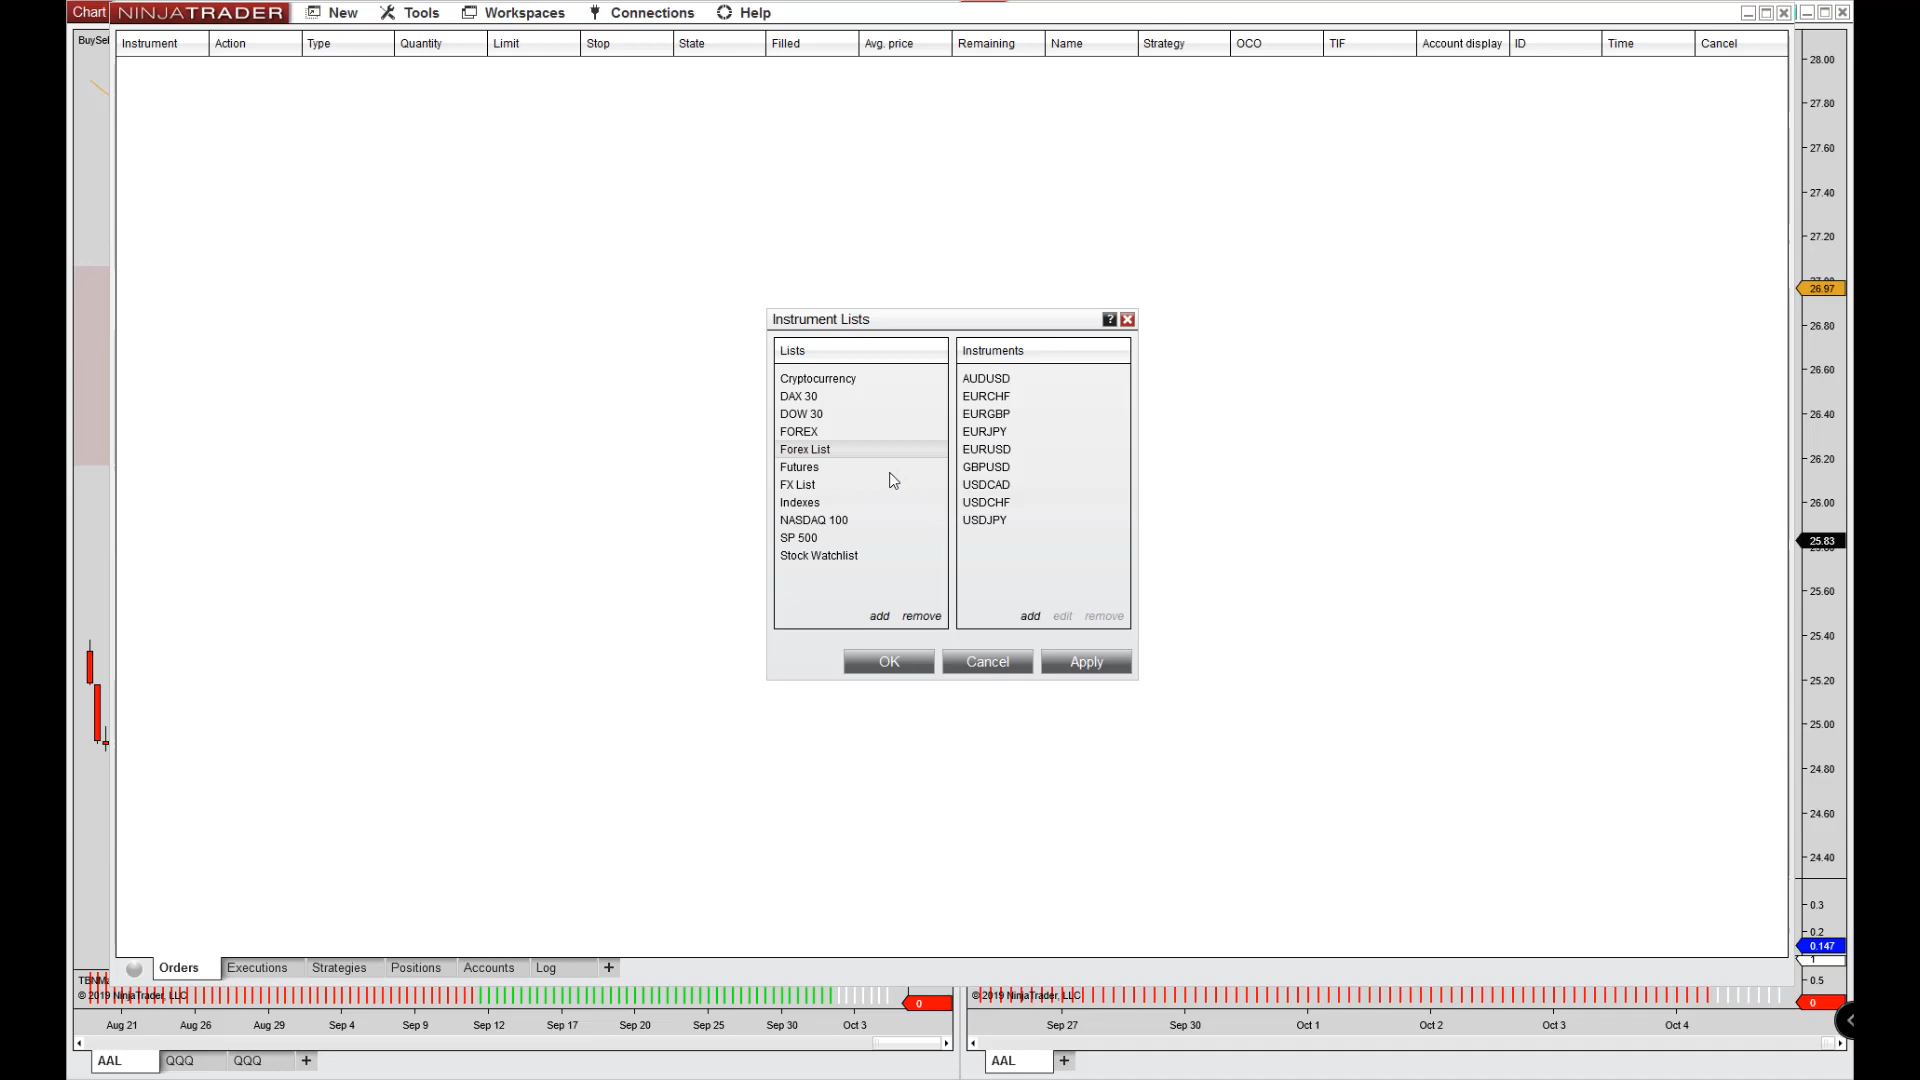 Chart
NINJATRADER
New
Tools
Workspaces
Connections
Help
BuySel
Instrument
Action
Type
Quantity
Limit
Stop
State
Filled
Avg. price
Remaining
Name
Strategy
OCO
TIF
Account display
ID
Time
Cancel
28.00
27.80
27.60
27.40
27.20
26.97
26.80
26.60
26.40
26.20
26.00
25.83
25.60
25.40
25.20
25.00
24.80
24.60
24.40
0.3
0.2
0.147
1
0.5
0
Instrument Lists
?
Lists
Cryptocurrency
DAX 30
DOW 30
FOREX
Forex List
Futures
FX List
Indexes
NASDAQ 100
SP 500
Stock Watchlist
add remove
Instruments
AUDUSD
EURCHF
EURGBP
EURJPY
EURUSD
GBPUSD
USDCAD
USDCHF
USDJPY
add edit remove
OK
Cancel
Apply
Orders
Executions
Strategies
Positions
Accounts
Log
+
TBNMa
© 2019 NinjaTrader, LLC
0
© 2019 NinjaTrader, LLC
Aug 21
Aug 26
Aug 29
Sep 4
Sep 9
Sep 12
Sep 17
Sep 20
Sep 25
Sep 30
Oct 3
Sep 27
Sep 30
Oct 1
Oct 2
Oct 3
Oct 4
AAL
QQQ
QQQ
+
AAL
+